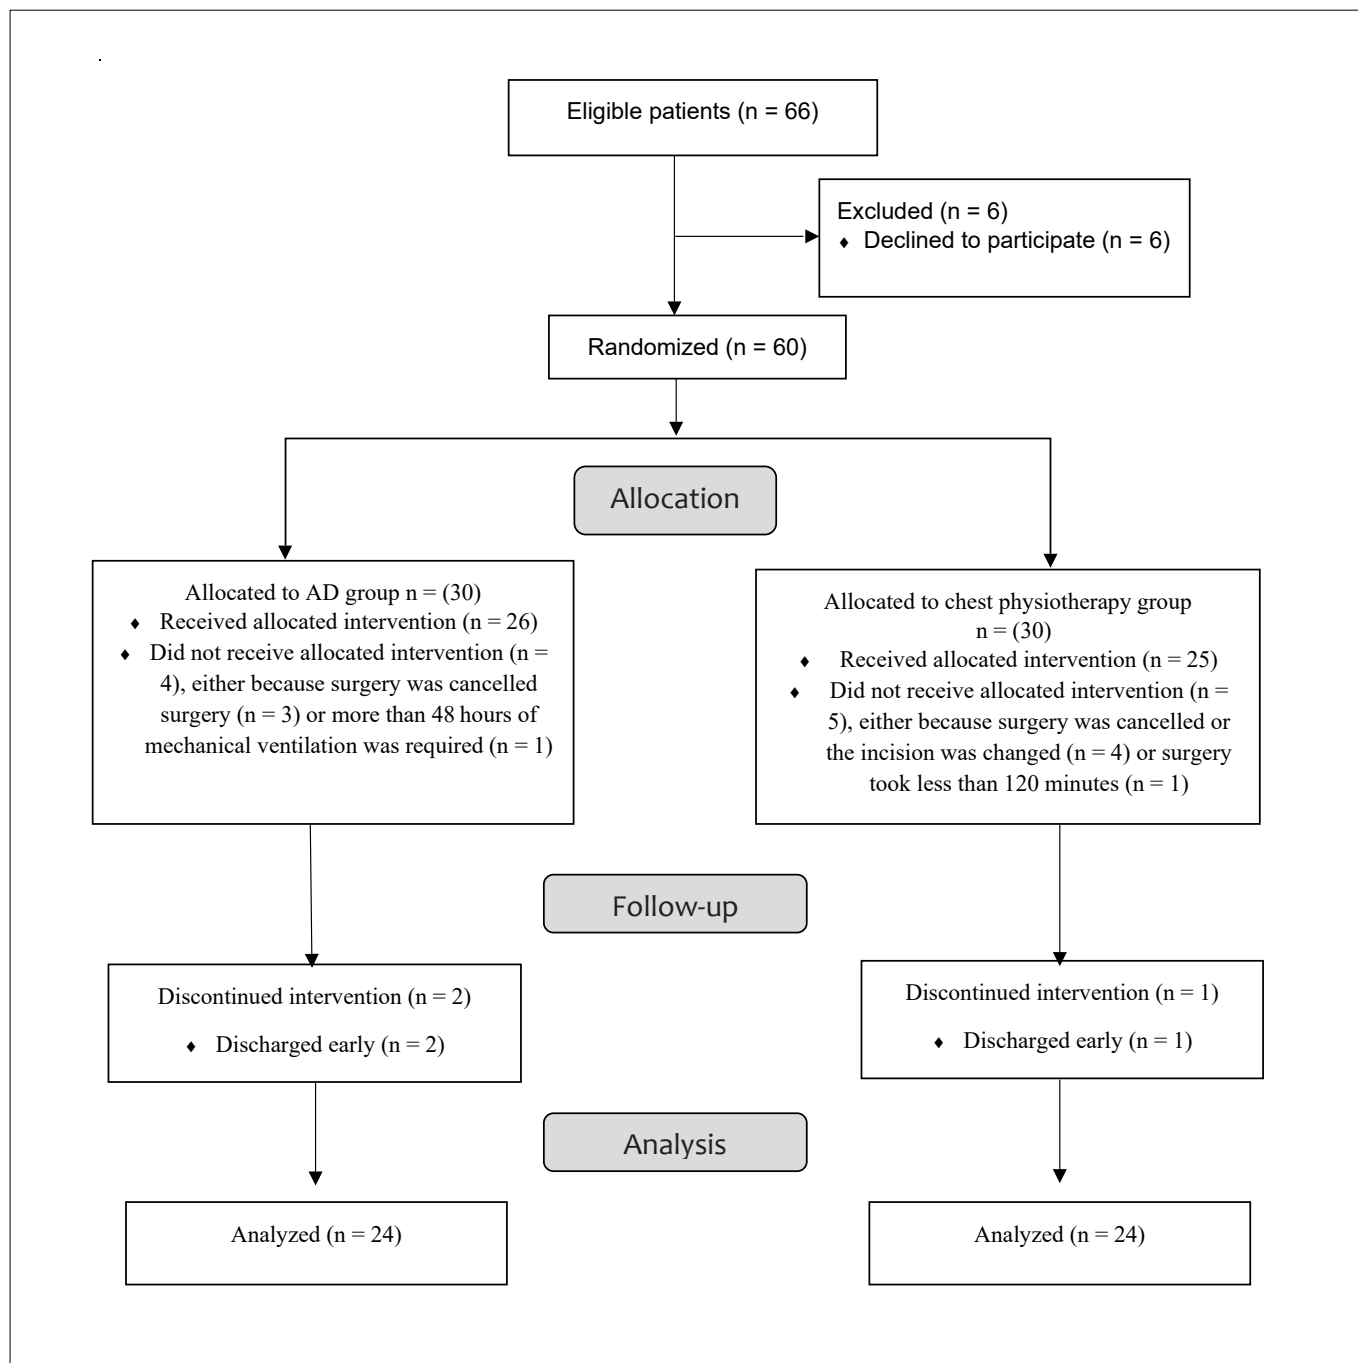 Eligible patients (n = 66)
Excluded (n = 6)
♦ Declined to participate (n = 6)
Randomized (n = 60)
Allocation
Allocated to AD group n = (30)
♦ Received allocated intervention (n = 26)
♦ Did not receive allocated intervention (n =
4), either because surgery was cancelled
surgery (n = 3) or more than 48 hours of
mechanical ventilation was required (n = 1)
Allocated to chest physiotherapy group
n = (30)
♦ Received allocated intervention (n = 25)
♦ Did not receive allocated intervention (n =
5), either because surgery was cancelled or
the incision was changed (n = 4) or surgery
took less than 120 minutes (n = 1)
Follow-up
Discontinued intervention (n = 2)
♦ Discharged early (n = 2)
Discontinued intervention (n = 1)
♦ Discharged early (n = 1)
Analysis
Analyzed (n = 24)
Analyzed (n = 24)